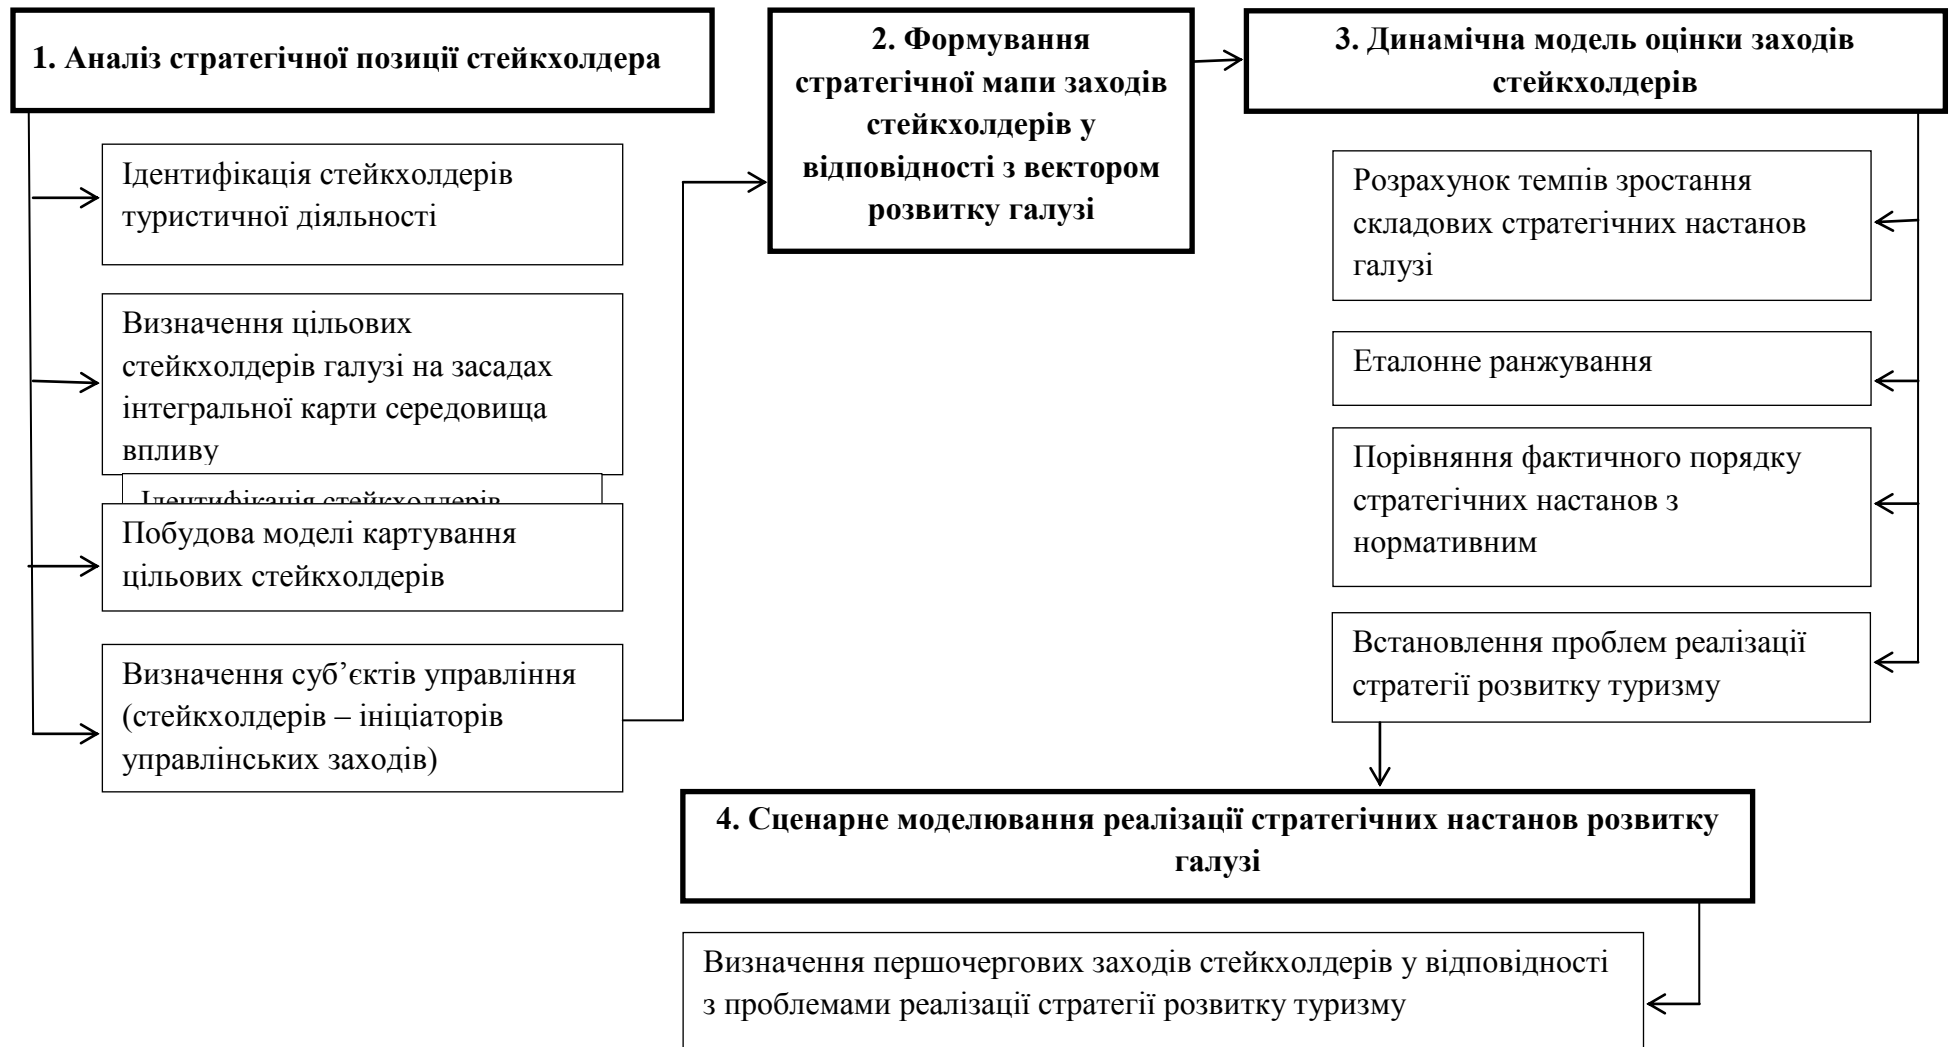 1. Аналіз стратегічної позиції стейкхолдера
Ідентифікація стейкхолдерів
туристичної діяльності
Визначення цільових
стейкхолдерів галузі на засадах
інтегральної карти середовища
впливу
Ідентифікація стейкхолдерів
Побудова моделі картування
цільових стейкхолдерів
Визначення суб’єктів управління
(стейкхолдерів – ініціаторів
управлінських заходів)
2. Формування
стратегічної мапи заходів
стейкхолдерів у
відповідності з вектором
розвитку галузі
3. Динамічна модель оцінки заходів
стейкхолдерів
Розрахунок темпів зростання
складових стратегічних настанов
галузі
Еталонне ранжування
Порівняння фактичного порядку
стратегічних настанов з
нормативним
Встановлення проблем реалізації
стратегії розвитку туризму
4. Сценарне моделювання реалізації стратегічних настанов розвитку
галузі
Визначення першочергових заходів стейкхолдерів у відповідності
з проблемами реалізації стратегії розвитку туризму